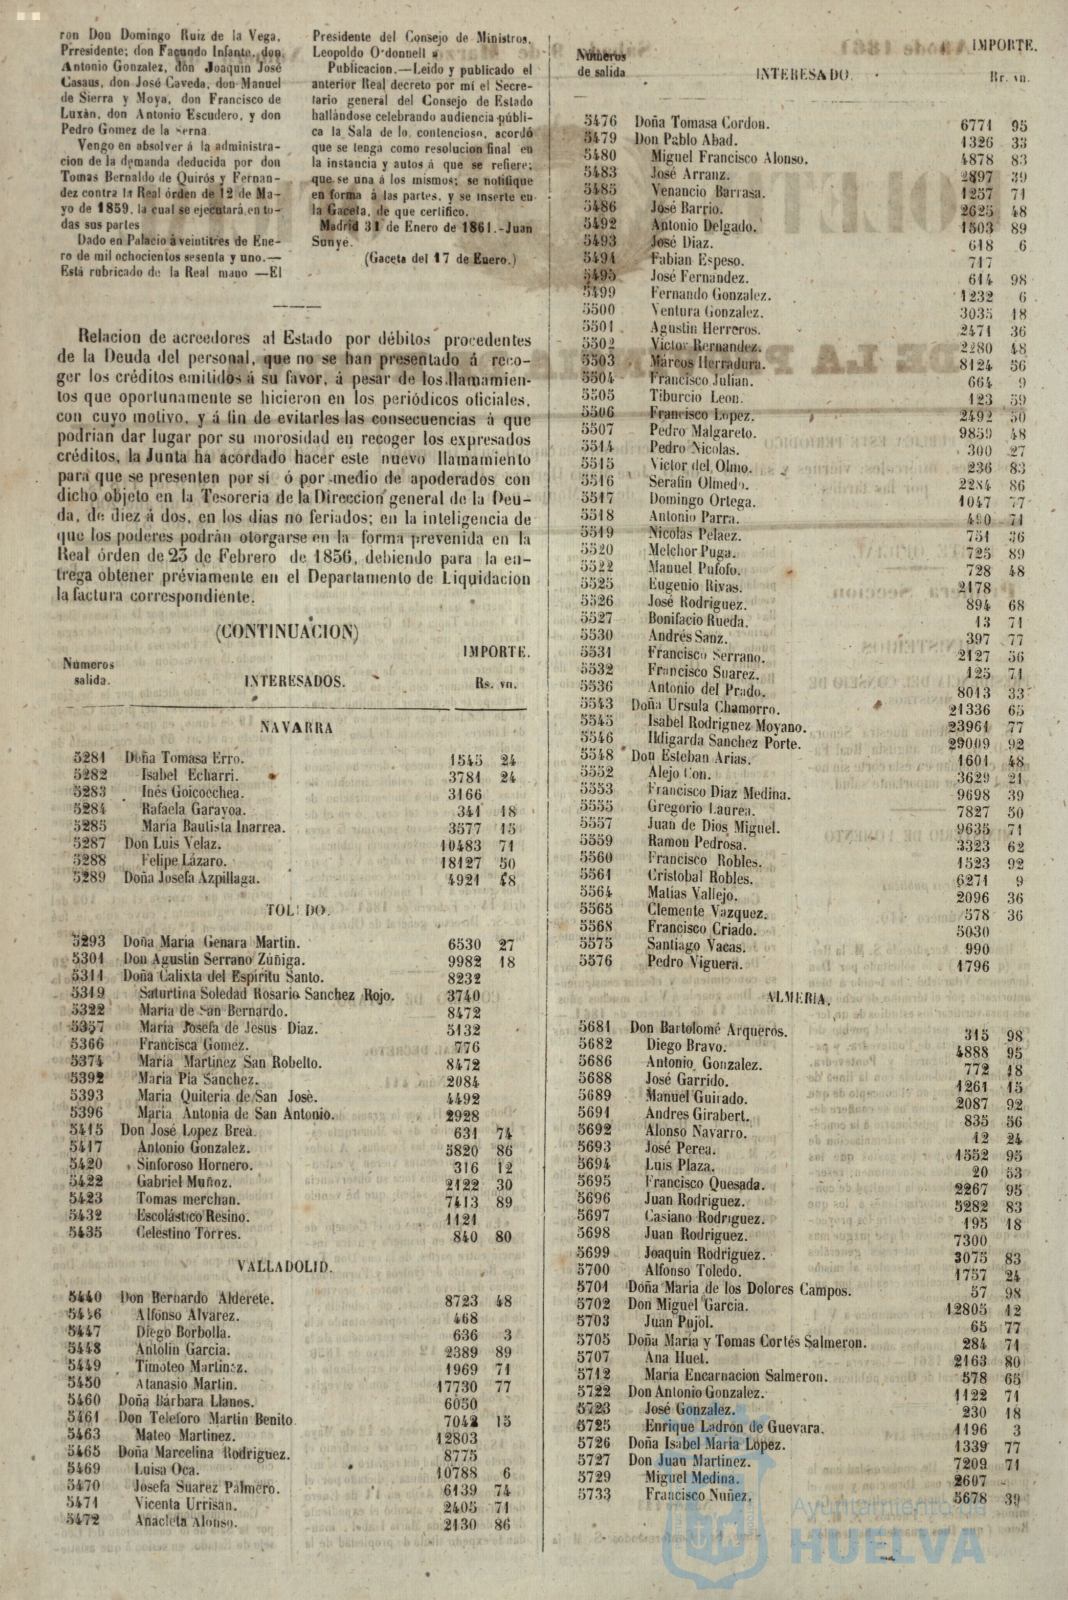 ron Don Domingo Ruiz de la Vega,
Prresidente; don Facundo Infante, don
Antonio Gonzalez, dón Joaquin José
Casaus, don José Caveda, don Manuel
de Sierra y Moya, don Francisco de
Luxán, don Antonio Escudero, y don
Pedro Gomez de la serna
Vengo en absolver á la administra-
cion de la demanda deducida por don
Tomas Bernaldo de Quirós y Fernan-
dez contra la Real órden de 12 de Ma-
yo de 1859, la cual se ejecutará en to-
das sus partes
Dado en Palacio á veintitres de Ene-
ro de mil ochocientos sesenta y uno.—
Está rubricado de la Real mano —El
Presidente del Consejo de Ministros,
Leopoldo O'donnell »
Publicacion.—Leido y publicado el
anterior Real decreto por mi el Secre-
tario general del Consejo de Estado
hallándose celebrando audiencia públi-
ca la Sala de lo contencioso, acordó
que se tenga como resolucion final en
la instancia y autos á que se refiere;
que se una á los mismos; se notifique
en forma á las partes, y se inserte en
la Gaceta, de que certifico.
Madrid 31 de Enero de 1861.-Juan
Sunyé.
(Gaceta del 17 de Enero.)
Relacion de acreedores al Estado por débitos procedentes
de la Deuda del personal, que no se han presentado á reco-
ger los créditos emitidos á su favor, á pesar de los llamamien-
tos que oportunamente se hicieron en los periódicos oficiales,
con cuyo motivo, y á fin de evitarles las consecuencias á que
podrian dar lugar por su morosidad en recoger los expresados
créditos, la Junta ha acordado hacer este nuevo llamamiento
para que se presenten por sí ó por medio de apoderados con
dicho objeto en la Tesoreria de la Direccion general de la Deu-
da, de diez á dos, en los dias no feriados; en la inteligencia de
que los poderes podrán otorgarse en la forma prevenida en la
Real órden de 23 de Febrero de 1856, debiendo para la en-
trega obtener préviamente en el Departamento de Liquidacion
la factura correspondiente.
(CONTINUACION)
Números
salida.
INTERESADOS.
IMPORTE.
Rs. vn.
NAVARRA
5281 Doña Tomasa Erro. 1545 24
5282 Isabel Echarri. 3781 24
5283 Inés Goicoechea. 3166
5284 Rafaela Garayoa. 341 18
5285 María Bautista Inarrea. 3577 15
5287 Don Luis Velaz. 10483 71
5288 Felipe Lázaro. 18127 50
5289 Doña Josefa Azpillaga. 4921 48
TOLEDO.
5293 Doña Maria Genara Martin. 6530 27
5301 Don Agustin Serrano Zúñiga. 9982 18
5311 Doña Calixta del Espíritu Santo. 8232
5319 Saturtina Soledad Rosario Sanchez Rojo. 3740
5322 Maria de San Bernardo. 8472
5357 Maria Josefa de Jesus Diaz. 5132
5366 Francisca Gomez. 776
5374 Maria Martinez San Robelto. 8472
5392 Maria Pia Sanchez. 2084
5393 Maria Quiteria de San José. 4492
5396 Maria Antonia de San Antonio. 2928
5415 Don José Lopez Brea. 631 74
5417 Antonio Gonzalez. 5820 86
5420 Sinforoso Hornero. 316 12
5422 Gabriel Muñoz. 2122 30
5423 Tomas merchan. 7413 89
5432 Escolástico Resino. 1121
5435 Celestino Torres. 840 80
VALLADOLID.
5440 Don Bernardo Alderete. 8723 48
5446 Alfonso Alvarez. 468
5447 Diego Borbolla. 636 3
5448 Antolin Garcia. 2389 89
5449 Timoteo Martinez. 1969 71
5450 Atanasio Martin. 17730 77
5460 Doña Bárbara Llanos. 6050
5461 Don Teleforo Martin Benito. 7042 15
5463 Mateo Martinez. 12803
5465 Doña Marcelina Rodriguez. 8775
5469 Luisa Oca. 10788 6
5470 Josefa Suarez Palmero. 6139 74
5471 Vicenta Urrisan. 2405 71
5472 Anacleta Alonso. 2130 86
Números
de salida
INTERESADO.
IMPORTE.
Rr. vn.
5476 Doña Tomasa Cordon. 6771 95
5479 Don Pablo Abad. 1326 33
5480 Miguel Francisco Alonso. 4878 83
5483 José Arranz. 2897 39
5485 Venancio Barrasa. 1257 71
5486 José Barrio. 2625 48
5492 Antonio Delgado. 1503 89
5493 José Diaz. 618 6
5494 Fabian Espeso. 717
5495 José Fernandez. 614 98
5499 Fernando Gonzalez. 1232 6
5500 Ventura Gonzalez. 3035 18
5501 Agustin Herreros. 2471 36
5502 Victor Hernandez. 2280 48
5503 Márcos Herradura. 8124 56
5504 Francisco Julian. 664 9
5505 Tiburcio Leon. 123 59
5506 Francisco Lopez. 2492 50
5507 Pedro Malgareto. 9859 48
5514 Pedro Nicolas. 300 27
5515 Victor del Olmo. 236 83
5516 Serafin Olmedo. 2284 86
5517 Domingo Ortega. 1047 77
5518 Antonio Parra. 490 71
5519 Nicolas Pelaez. 751 36
5520 Melchor Puga. 725 89
5522 Manuel Pufofo. 728 48
5525 Eugenio Rivas. 2178
5526 José Rodriguez. 894 68
5527 Bonifacio Rueda. 13 71
5530 Andrés Sanz. 397 77
5531 Francisco Serrano. 2127 56
5532 Francisco Suarez. 125 71
5536 Antonio del Prado. 8013 33
5543 Doña Ursula Chamorro. 21336 65
5545 Isabel Rodrignez Moyano. 23961 77
5546 Ildigarda Sanchez Porte. 29009 92
5548 Don Esteban Arias. 1601 48
5552 Alejo Con. 3629 21
5553 Francisco Diaz Medina. 9698 39
5555 Gregorio Laurea. 7827 50
5557 Juan de Dios Miguel. 9635 71
5559 Ramon Pedrosa. 3323 62
5560 Francisco Robles. 1523 92
5561 Cristobal Robles. 6271 9
5564 Matias Vallejo. 2096 36
5565 Clemente Vazquez. 578 36
5568 Francisco Criado. 5030
5575 Santiago Vacas. 990
5576 Pedro Viguera. 1796
ALMERÍA.
5681 Don Bartolomé Arqueros. 315 98
5682 Diego Bravo. 4888 95
5686 Antonio Gonzalez. 772 18
5688 José Garrido. 1261 15
5689 Manuel Guirado. 2087 92
5691 Andres Girabert. 835 56
5692 Alonso Navarro. 12 24
5693 José Perea. 1552 95
5694 Luis Plaza. 20 53
5695 Francisco Quesada. 2267 95
5696 Juan Rodriguez. 5282 83
5697 Casiano Rodriguez. 195 18
5698 Juan Rodriguez. 7300
5699 Joaquin Rodriguez. 3075 83
5700 Alfonso Toledo. 1757 24
5701 Doña Maria de los Dolores Campos. 57 98
5702 Don Miguel Garcia. 12805 12
5703 Juan Pujol. 65 77
5705 Doña Maria y Tomas Cortés Salmeron. 284 71
5707 Ana Huel. 2163 80
5712 Maria Encarnacion Salmeron. 578 65
5722 Don Antonio Gonzalez. 1122 71
5723 José Gonzalez. 230 18
5725 Enrique Ladrón de Guevara. 1196 3
5726 Doña Isabel Maria Lopez. 1339 77
5727 Don Juan Martinez. 7209 71
5729 Miguel Medina. 2607
5733 Francisco Nuñez. 5678 39
Ayuntamiento de
HUELVA